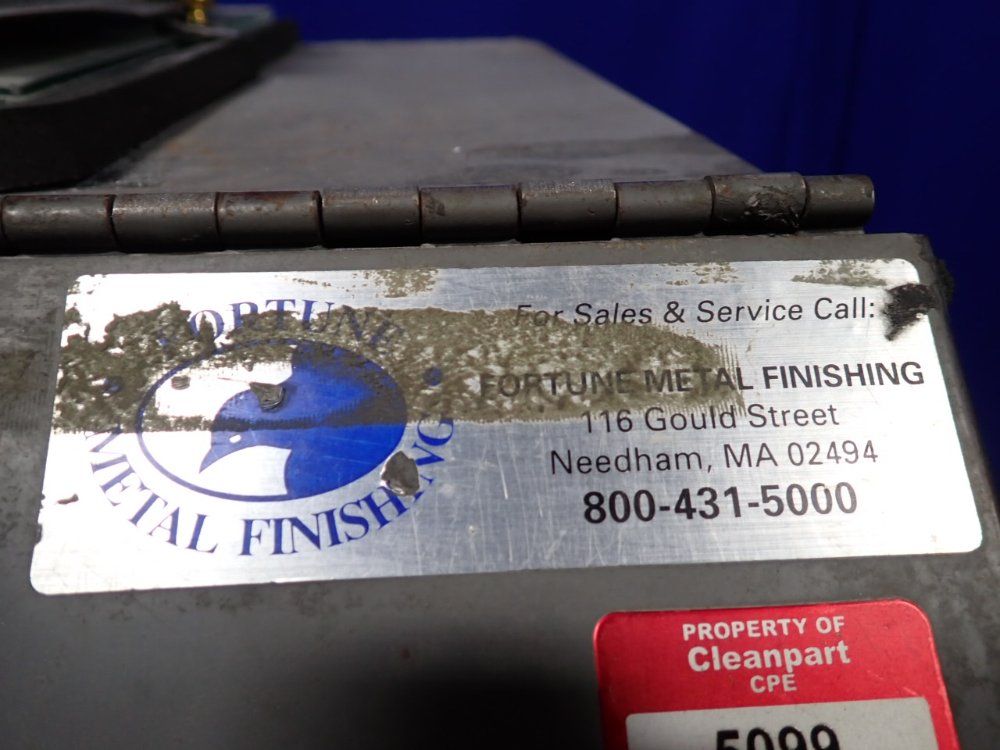 FORTUNE
METAL FINISHING
For Sales & Service Call:
FORTUNE METAL FINISHING
116 Gould Street
Needham, MA 02494
800-431-5000
PROPERTY OF
Cleanpart
CPE
5099